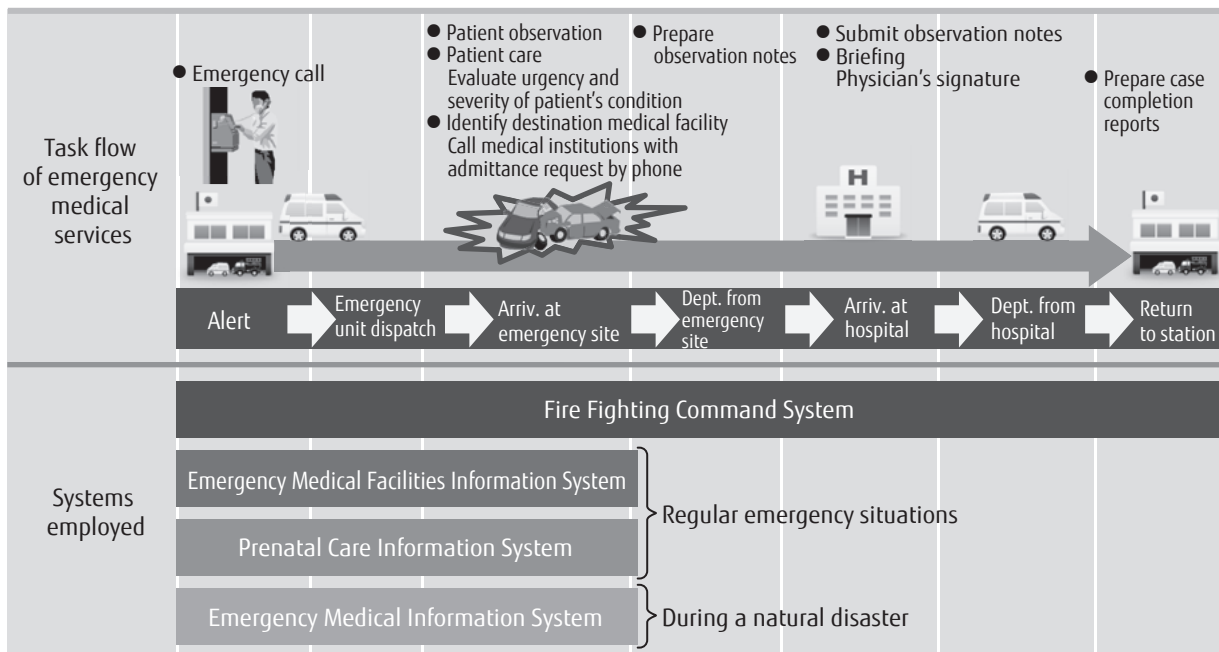 ● Patient observation
● Patient care
Evaluate urgency and
severity of patient's condition
● Identify destination medical facility
Call medical institutions with
admittance request by phone
● Prepare
observation notes
● Submit observation notes
● Briefing
Physician's signature
● Emergency call
● Prepare case
completion
reports
Task flow
of emergency
medical
services
H
Alert
Emergency
unit dispatch
Arriv. at
emergency site
Dept. from
emergency
site
Arriv. at
hospital
Dept. from
hospital
Return
to station
Systems
employed
Fire Fighting Command System
Emergency Medical Facilities Information System
Prenatal Care Information System
Regular emergency situations
Emergency Medical Information System
During a natural disaster